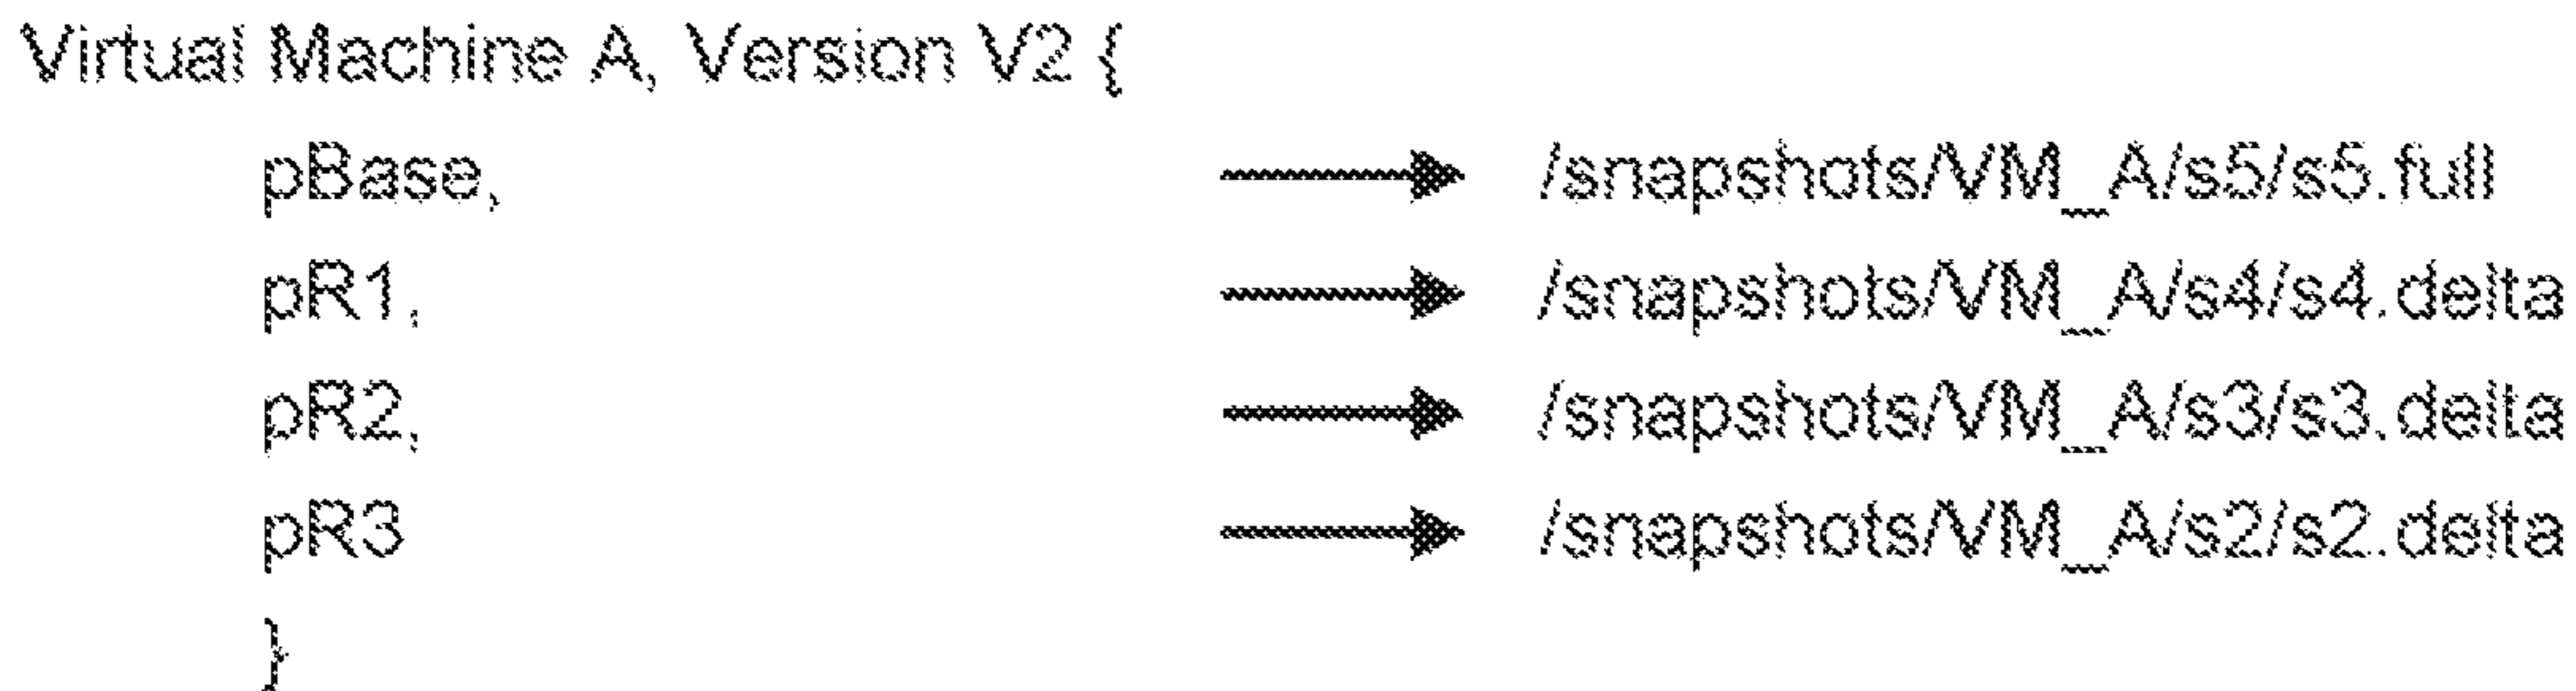 Virtual Machine A, Version V2 {
pBase, /snapshots/VM_A/s5/s5.full
pR1, /snapshots/VM_A/s4/s4.delta
pR2, /snapshots/VM_A/s3/s3.delta
pR3 /snapshots/VM_A/s2/s2.delta
}